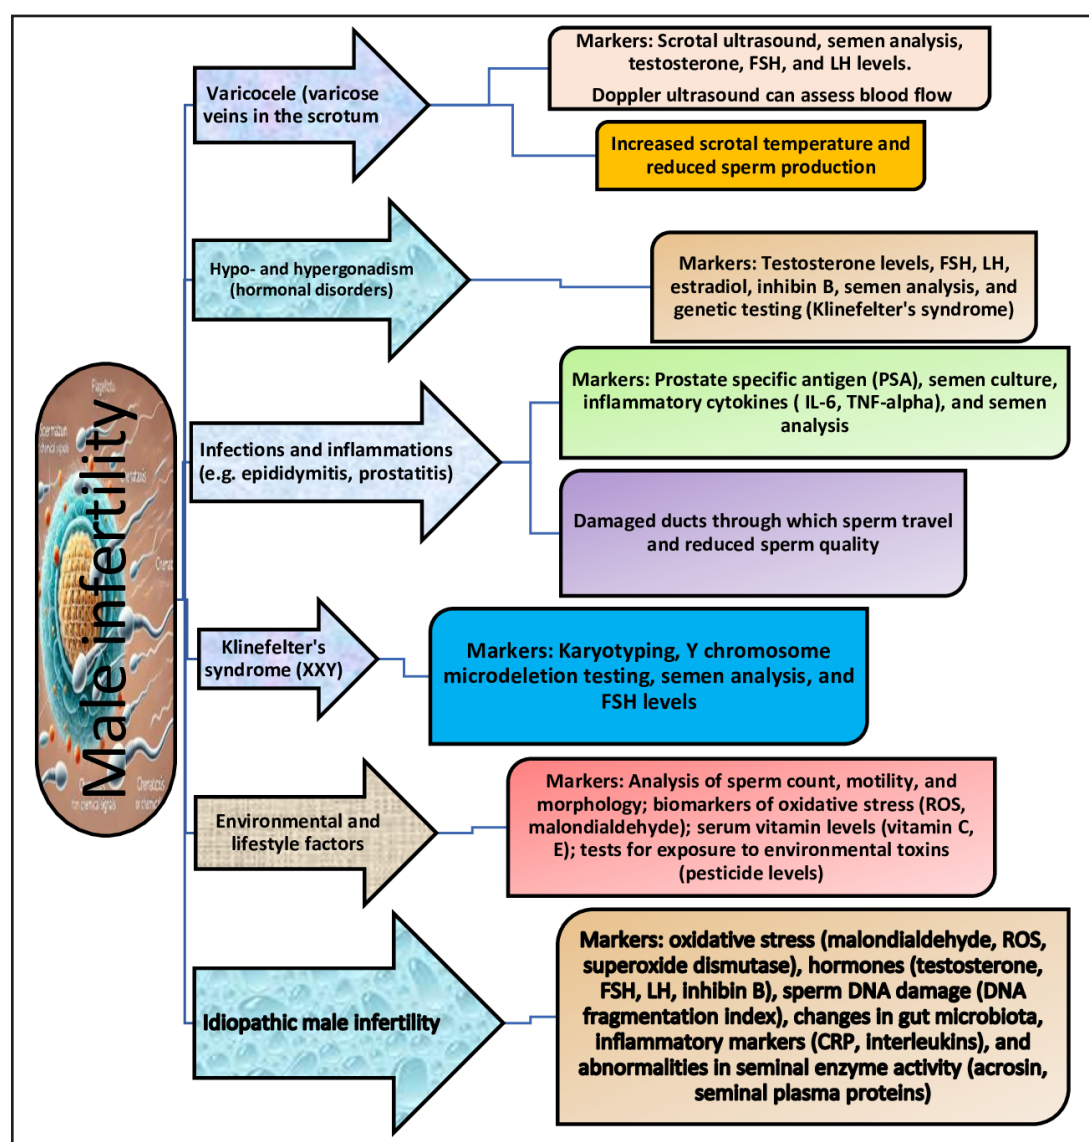 Male infertility
Flagellots
Chematoxis
Varicocele (varicose
veins in the scrotum
Markers: Scrotal ultrasound, semen analysis,
testosterone, FSH, and LH levels.
Doppler ultrasound can assess blood flow
Increased scrotal temperature and
reduced sperm production
Hypo- and hypergonadism
(hormonal disorders)
Markers: Testosterone levels, FSH, LH,
estradiol, inhibin B, semen analysis, and
genetic testing (Klinefelter's syndrome)
Infections and inflammations
(e.g. epididymitis, prostatitis)
Markers: Prostate specific antigen (PSA), semen culture,
inflammatory cytokines ( IL-6, TNF-alpha), and semen
analysis
Damaged ducts through which sperm travel
and reduced sperm quality
Klinefelter's
syndrome (XXY)
Markers: Karyotyping, Y chromosome
microdeletion testing, semen analysis, and
FSH levels
Environmental and
lifestyle factors
Markers: Analysis of sperm count, motility, and
morphology; biomarkers of oxidative stress (ROS,
malondialdehyde); serum vitamin levels (vitamin C,
E); tests for exposure to environmental toxins
(pesticide levels)
Idiopathic male infertility
Markers: oxidative stress (malondialdehyde, ROS,
superoxide dismutase), hormones (testosterone,
FSH, LH, inhibin B), sperm DNA damage (DNA
fragmentation index), changes in gut microbiota,
inflammatory markers (CRP, interleukins), and
abnormalities in seminal enzyme activity (acrosin,
seminal plasma proteins)